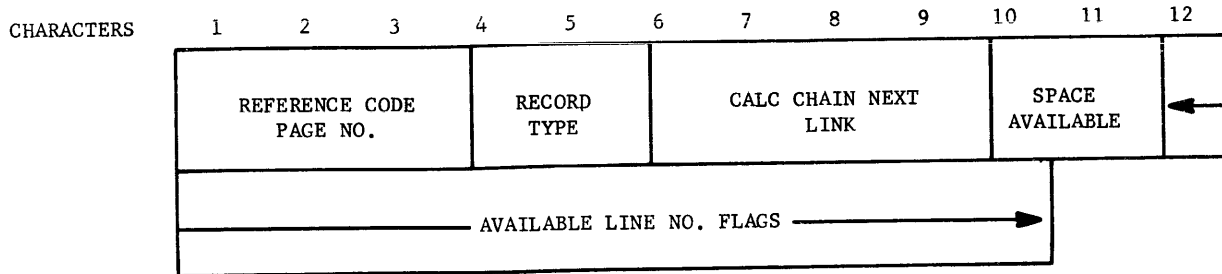 CHARACTERS 1 2 3 4 5 6 7 8 9 10 11 12
REFERENCE CODE
PAGE NO.
RECORD
TYPE
CALC CHAIN NEXT
LINK
SPACE
AVAILABLE
AVAILABLE LINE NO. FLAGS